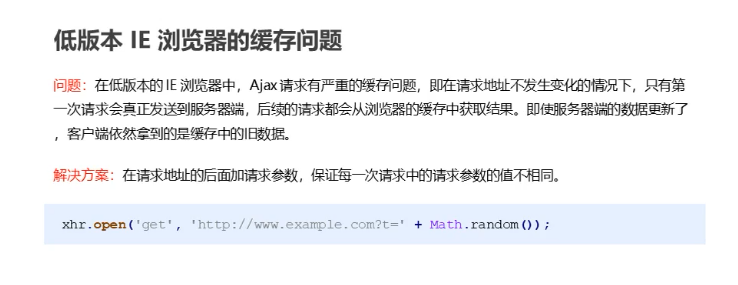 低版本 IE 浏览器的缓存问题
问题：在低版本的 IE 浏览器中，Ajax 请求有严重的缓存问题，即在请求地址不发生变化的情况下，只有第
一次请求会真正发送到服务器端，后续的请求都会从浏览器的缓存中获取结果。即使服务器端的数据更新了
，客户端依然拿到的是缓存中的旧数据。
解决方案：在请求地址的后面加请求参数，保证每一次请求中的请求参数的值不相同。
xhr.open('get', 'http://www.example.com?t=' + Math.random());